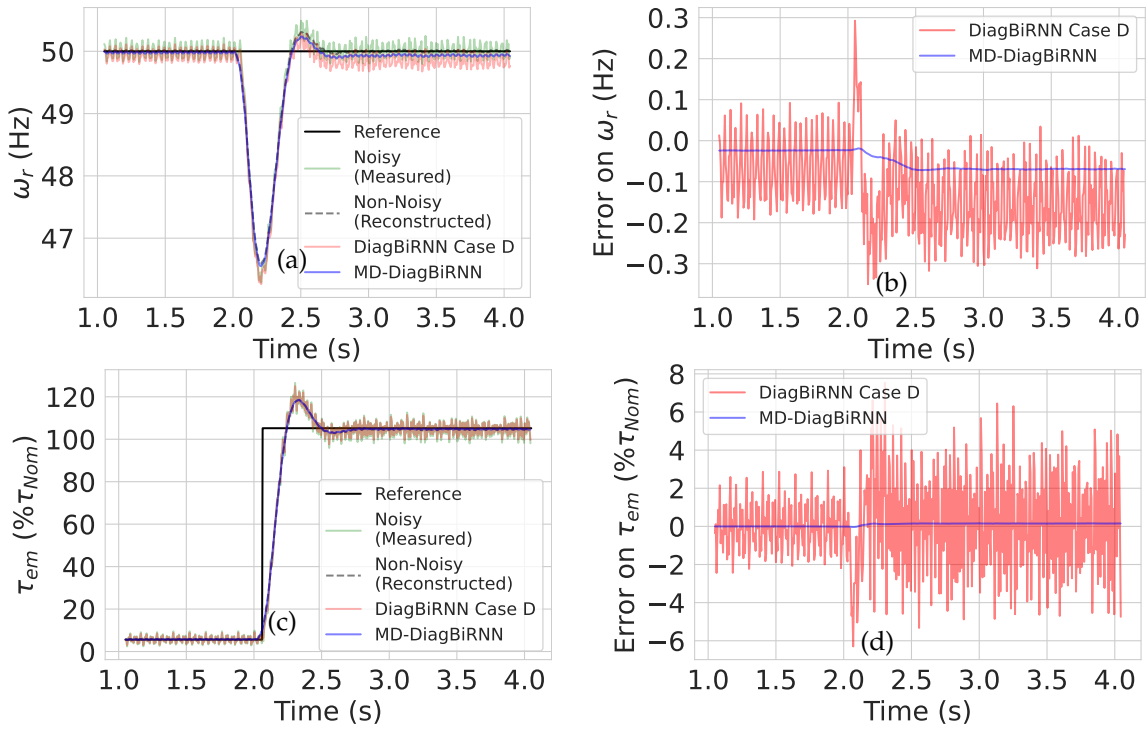 ωr (Hz)
50
49
48
47
Reference
Noisy
(Measured)
Non-Noisy
(Reconstructed)
DiagBiRNN Case D
MD-DiagBiRNN
(a)
1.0 1.5 2.0 2.5 3.0 3.5 4.0
Time (s)
Error on ωr (Hz)
0.3
0.2
0.1
0.0
−0.1
−0.2
−0.3
DiagBiRNN Case D
MD-DiagBiRNN
(b)
1.0 1.5 2.0 2.5 3.0 3.5 4.0
Time (s)
τem (%τNom)
120
100
80
60
40
20
0
Reference
Noisy
(Measured)
Non-Noisy
(Reconstructed)
DiagBiRNN Case D
MD-DiagBiRNN
(c)
1.0 1.5 2.0 2.5 3.0 3.5 4.0
Time (s)
Error on τem (%τNom)
8
6
4
2
0
−2
−4
−6
DiagBiRNN Case D
MD-DiagBiRNN
(d)
1.0 1.5 2.0 2.5 3.0 3.5 4.0
Time (s)